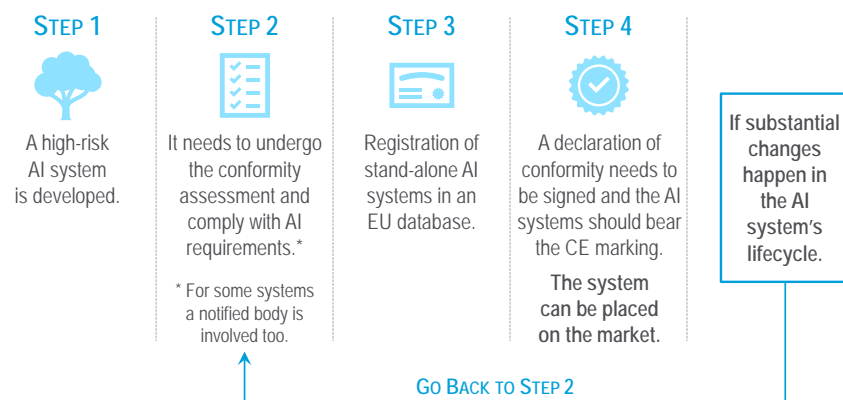 STEP 1
A high-risk
AI system
is developed.
STEP 2
It needs to undergo
the conformity
assessment and
comply with AI
requirements.*
* For some systems
a notified body is
involved too.
STEP 3
Registration of
stand-alone AI
systems in an
EU database.
STEP 4
A declaration of
conformity needs to
be signed and the AI
systems should bear
the CE marking.
The system
can be placed
on the market.
If substantial
changes
happen in
the AI
system’s
lifecycle.
GO BACK TO STEP 2